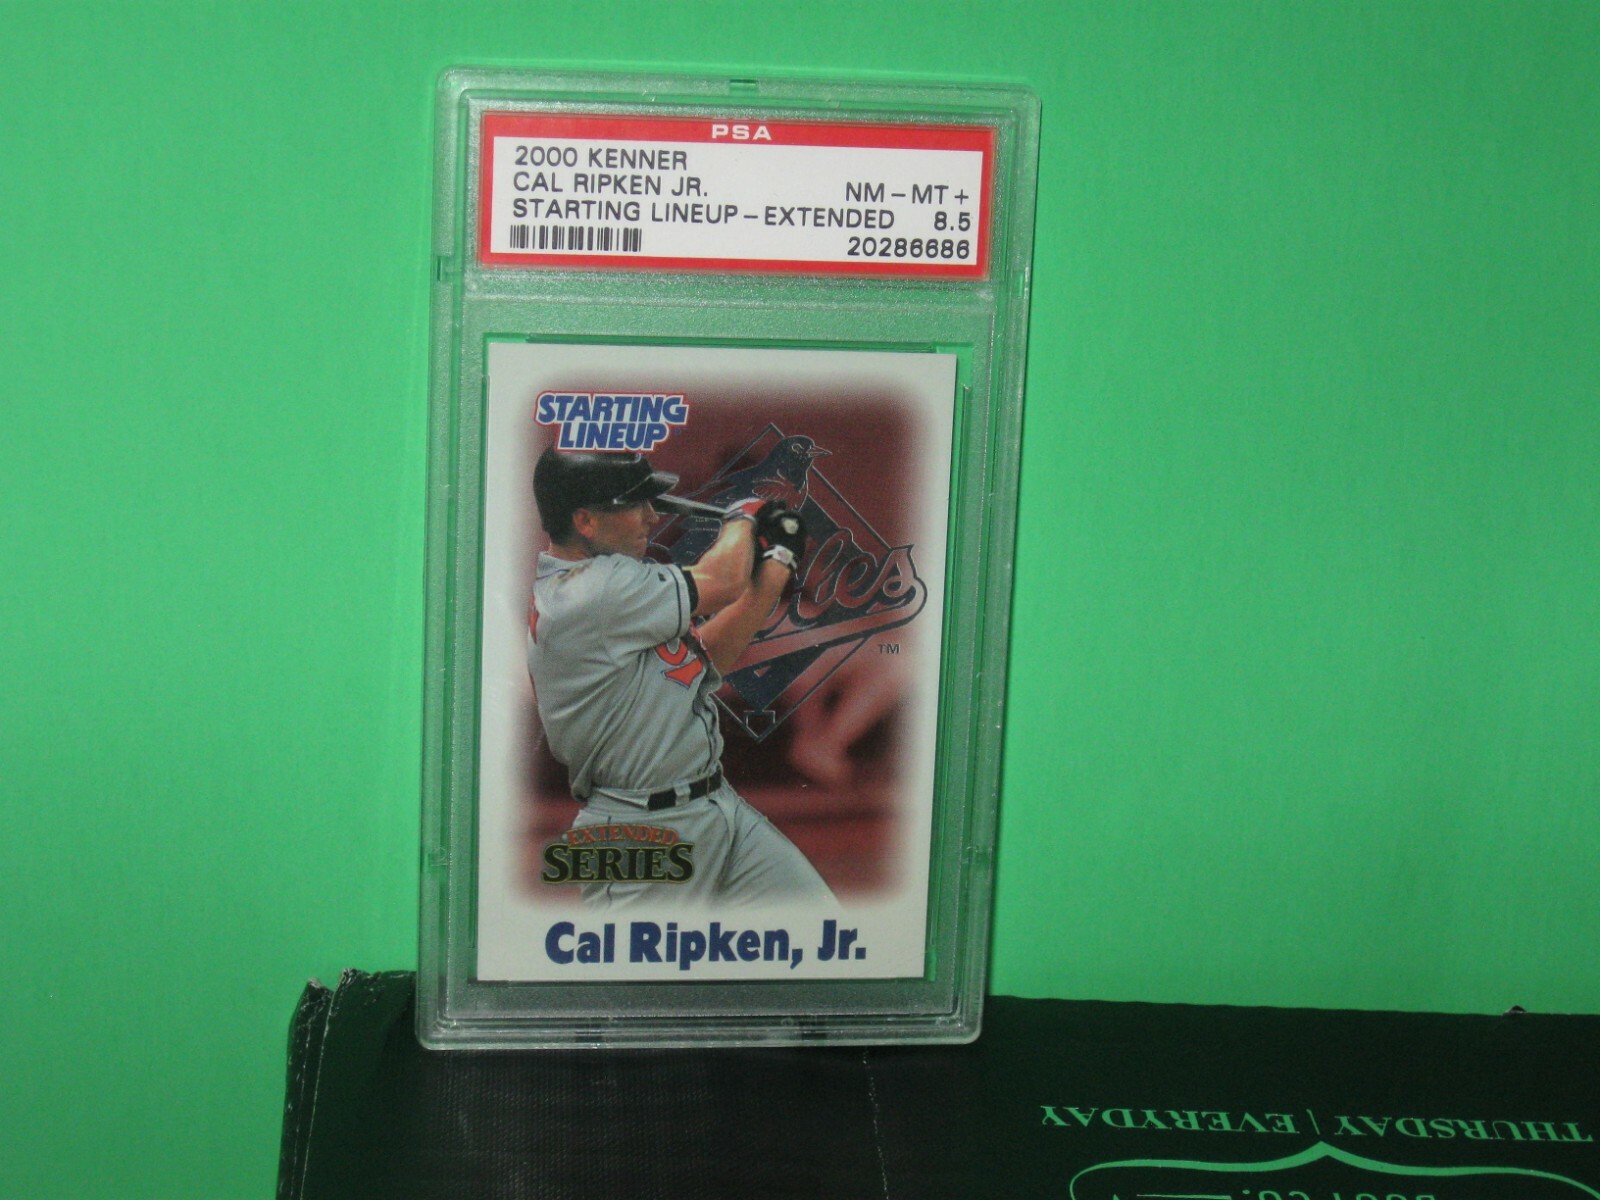 PSA
2000 KENNER
CAL RIPKEN JR. NM - MT +
STARTING LINEUP - EXTENDED 8.5
20286686
STARTING
LINEUP
TM
EXTENDED
SERIES
Cal Ripken, Jr.
THURSDAY | EVERYDAY